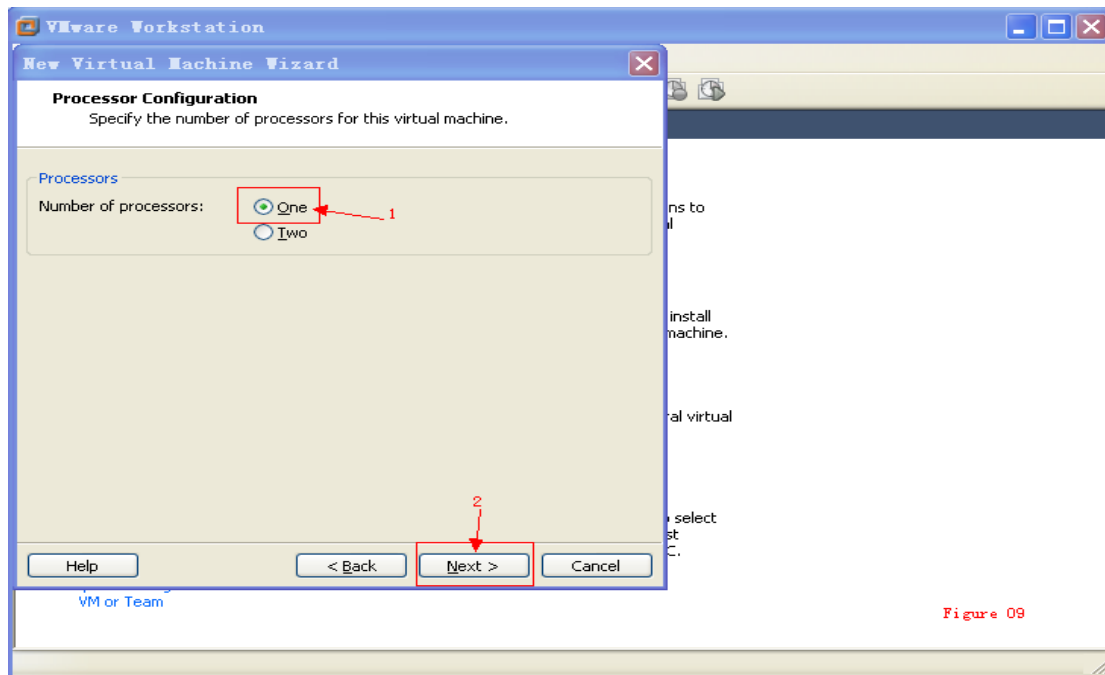 VMware Workstation
New Virtual Machine Wizard
Processor Configuration
Specify the number of processors for this virtual machine.
Processors
Number of processors:
One
1
Two
ns to
install
machine.
al virtual
select
st
C.
2
Help
< Back
Next >
Cancel
VM or Team
Figure 09